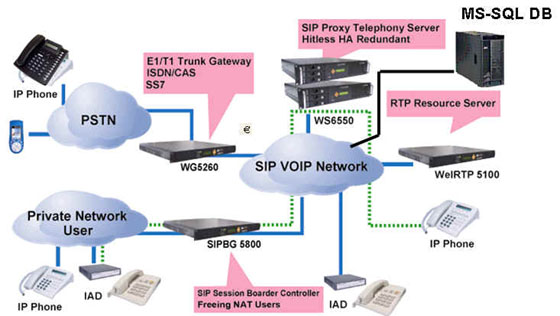 MS-SQL DB
SIP Proxy Telephony Server
Hitless HA Redundant
E1/T1 Trunk Gateway
ISDN/CAS
SS7
IP Phone
WS6550
RTP Resource Server
PSTN
€
WG5260
SIP VOIP Network
WelRTP 5100
Private Network
User
SIPBG 5800
IP Phone
SIP Session Boarder Controller
Freeing NAT Users
IP Phone
IAD
IAD